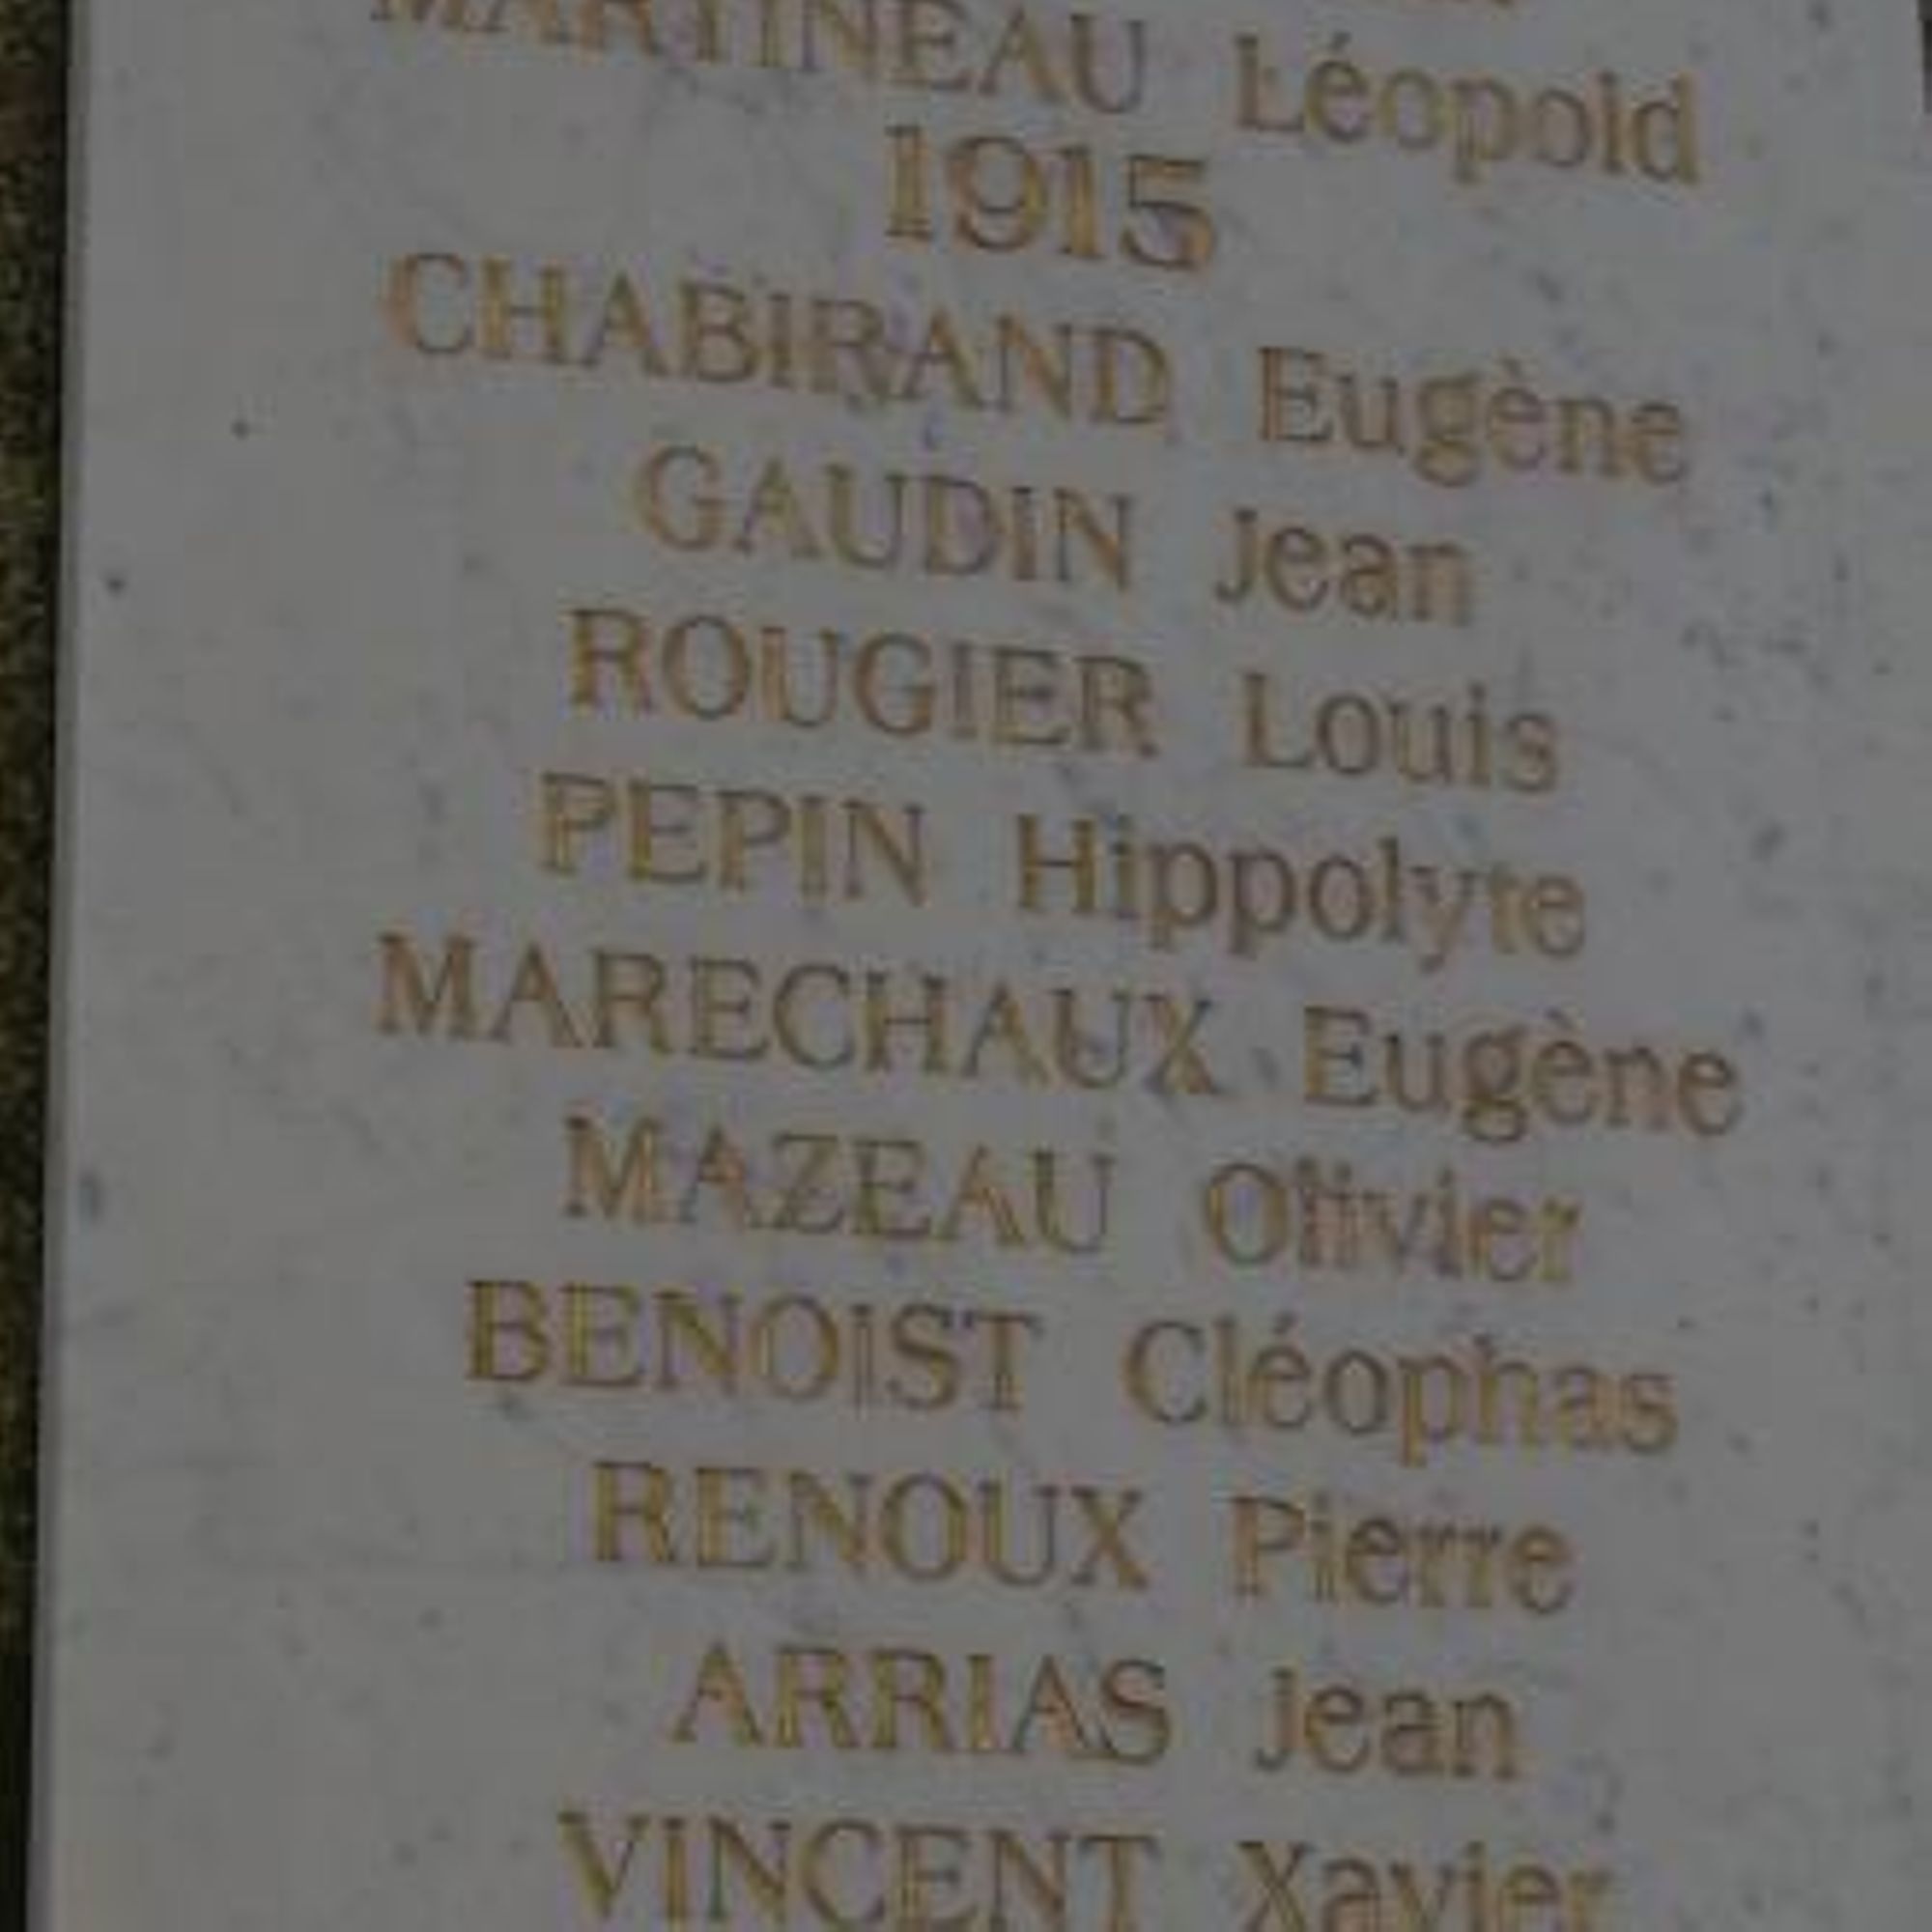 MARTINEAU Léopold
1915
CHABIRAND Eugène
GAUDIN Jean
ROUGIER Louis
PEPIN Hippolyte
MARECHAUX Eugène
MAZEAU Olivier
BENOIST Cléophas
RENOUX Pierre
ARRIAS Jean
VINCENT Xavier